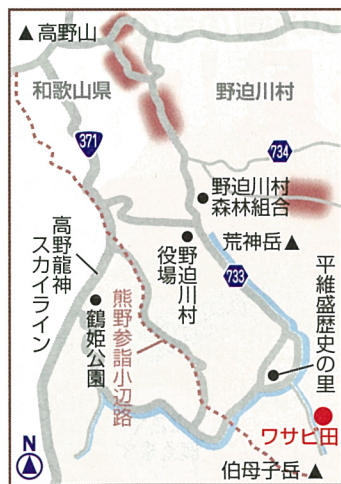 ▲高野山
和歌山県
野迫川村
371
734
野迫川村
森林組合
荒神岳▲
733
野迫川村
役場
平維盛歴史の里
高野龍神
スカイライン
鶴姫公園
熊野参詣小辺路
ワサビ田
伯母子岳▲
N